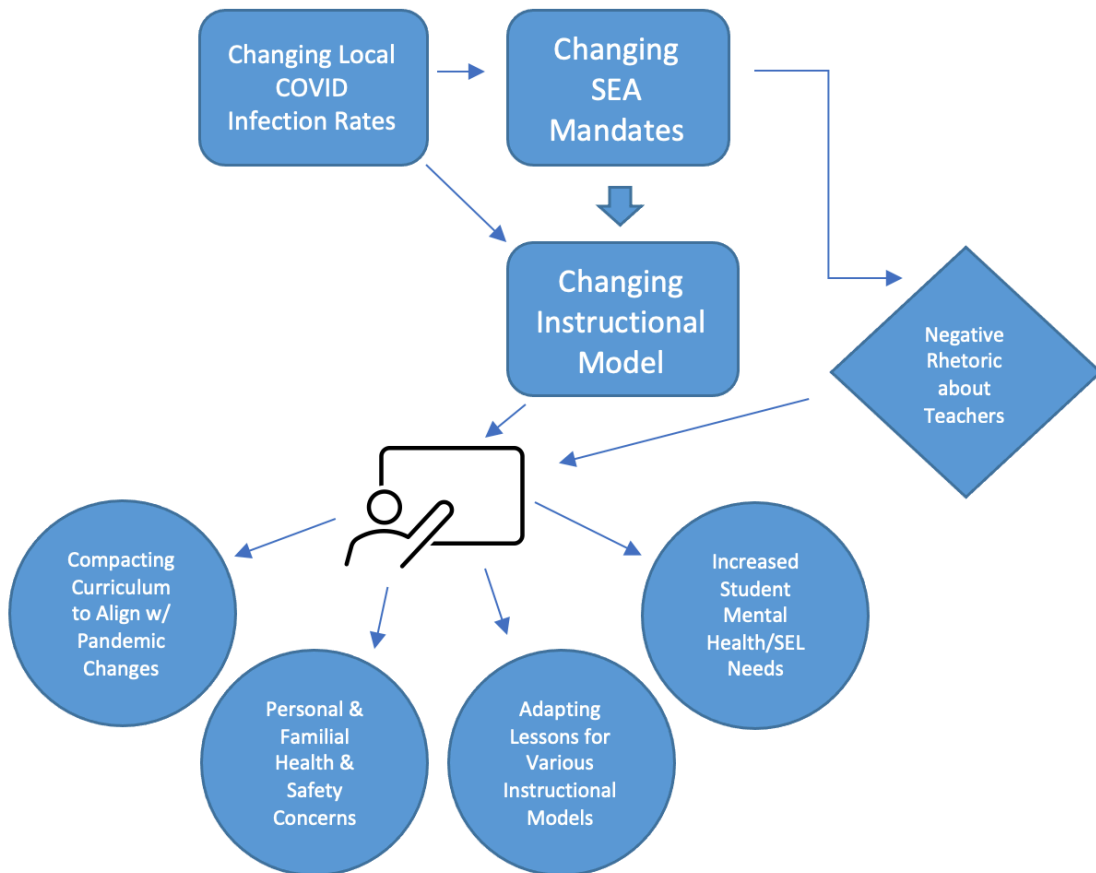 Changing Local
COVID
Infection Rates
Changing
SEA
Mandates
Changing
Instructional
Model
Negative
Rhetoric
about
Teachers
Compacting
Curriculum
to Align w/
Pandemic
Changes
Personal &
Familial
Health &
Safety
Concerns
Adapting
Lessons for
Various
Instructional
Models
Increased
Student
Mental
Health/SEL
Needs